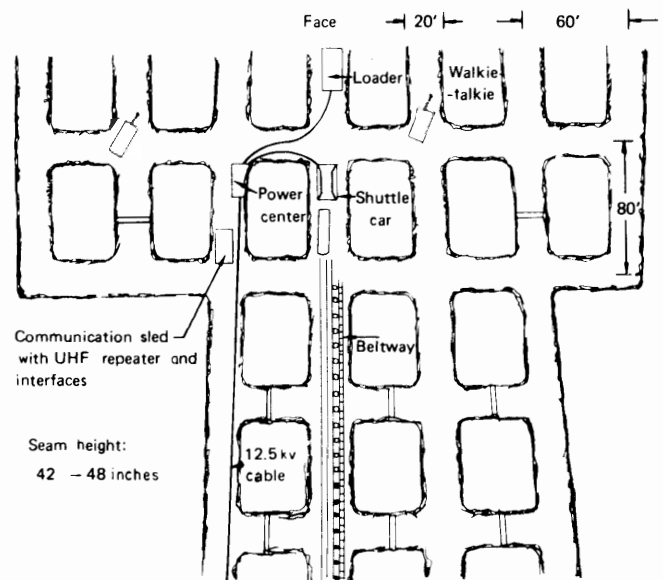 Face 20' 60'
Loader
Walkie
-talkie
Power
center
Shuttle
car
80'
Communication sled
with UHF repeater and
interfaces
Beltway
Seam height:
42 – 48 inches
12.5 kv
cable